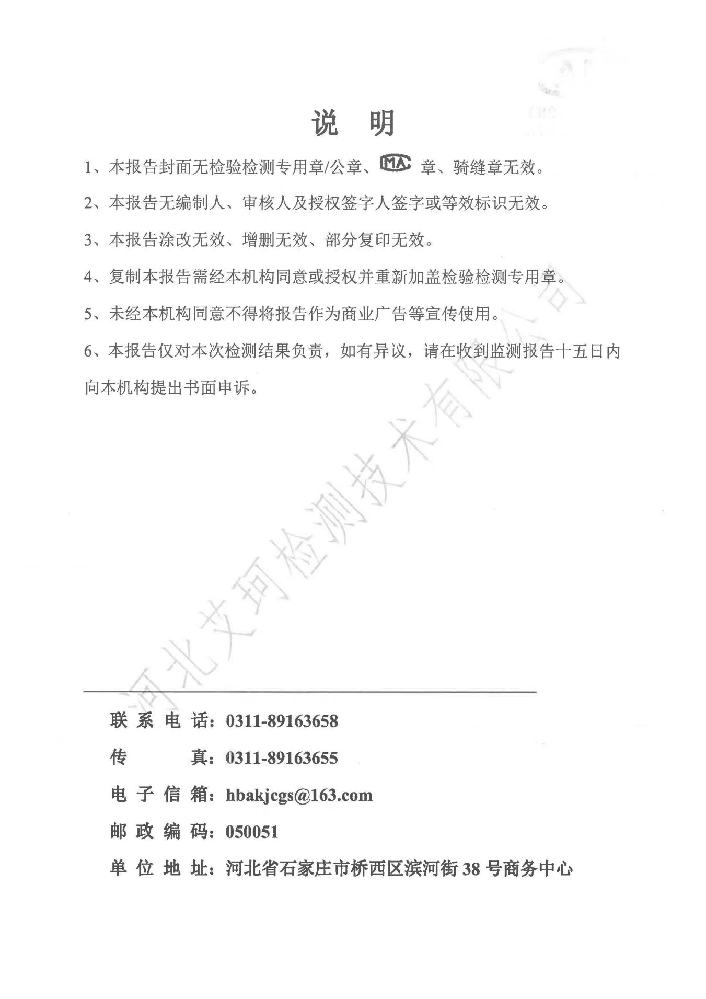 说 明
1、本报告封面无检验检测专用章/公章、MA 章、骑缝章无效。
2、本报告无编制人、审核人及授权签字人签字或等效标识无效。
3、本报告涂改无效、增删无效、部分复印无效。
4、复制本报告需经本机构同意或授权并重新加盖检验检测专用章。
5、未经本机构同意不得将报告作为商业广告等宣传使用。
6、本报告仅对本次检测结果负责，如有异议，请在收到监测报告十五日内
向本机构提出书面申诉。
河北艾珂检测技术有限公司
联 系 电 话：0311-89163658
传 真：0311-89163655
电 子 信 箱：hbakjcgs@163.com
邮 政 编 码：050051
单 位 地 址：河北省石家庄市桥西区滨河街 38 号商务中心